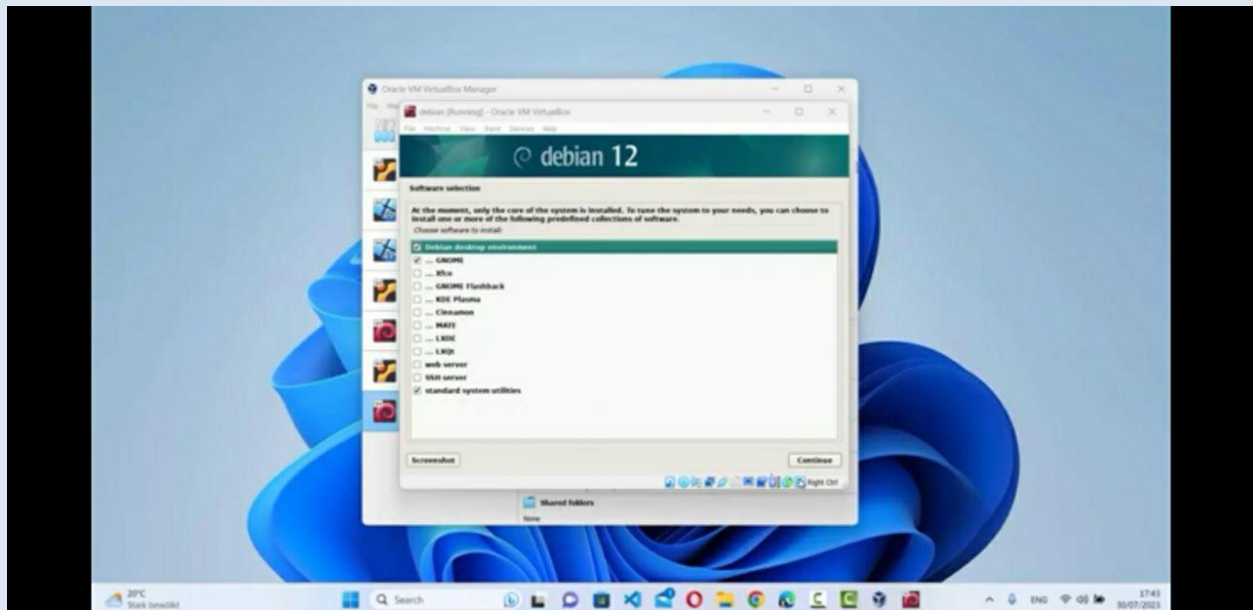 Oracle VM VirtualBox Manager
debian [Running] - Oracle VM VirtualBox
File Machine View Input Devices Help
debian 12
Software selection
At the moment, only the core of the system is installed. To tune the system to your needs, you can choose to
install one or more of the following predefined collections of software.
Choose software to install:
Debian desktop environment
... GNOME
... Xfce
... GNOME Flashback
... KDE Plasma
... Cinnamon
... MATE
... LXDE
... LXQt
web server
SSH server
standard system utilities
Screenshot
Continue
Right Ctrl
Shared folders
None
20°C
Stark bewölkt
Search
ENG
17:43
30/07/2023